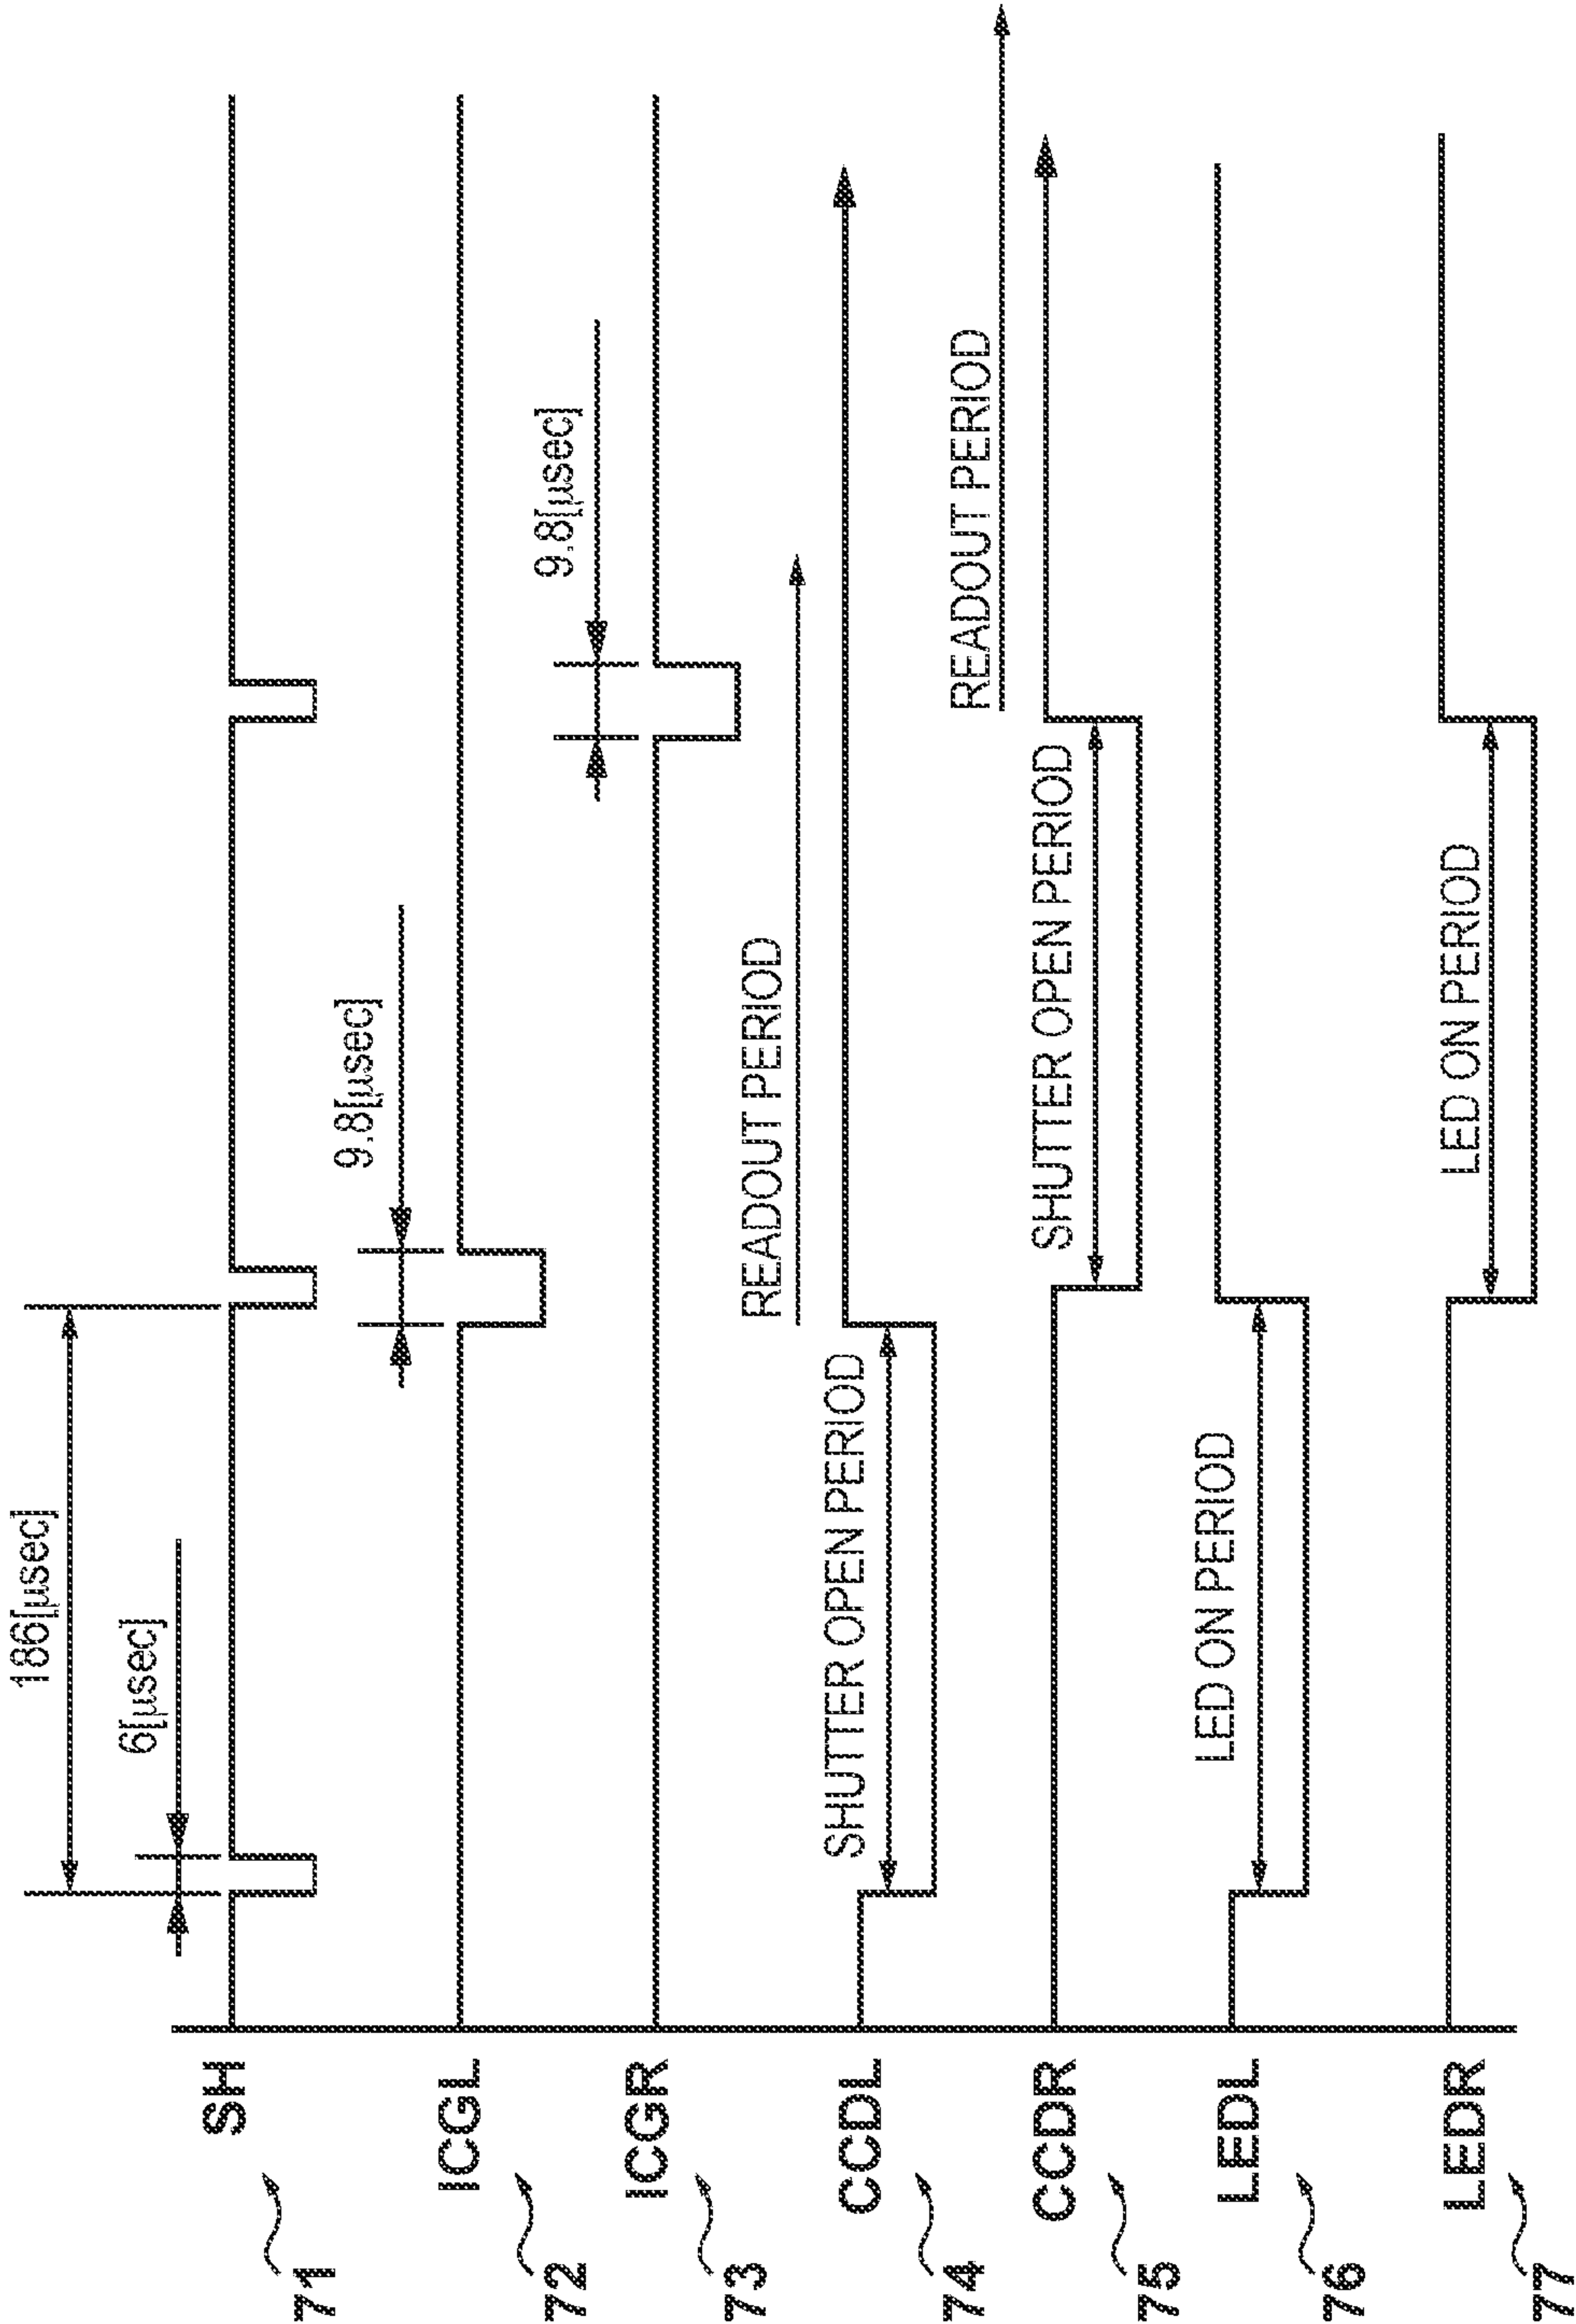 186[µsec]
6[µsec]
71 SH
9.8[µsec]
72 ICGL
9.8[µsec]
73 ICGR
READOUT PERIOD
74 CCDL
SHUTTER OPEN PERIOD
READOUT PERIOD
75 CCDR
SHUTTER OPEN PERIOD
76 LEDL
LED ON PERIOD
77 LEDR
LED ON PERIOD